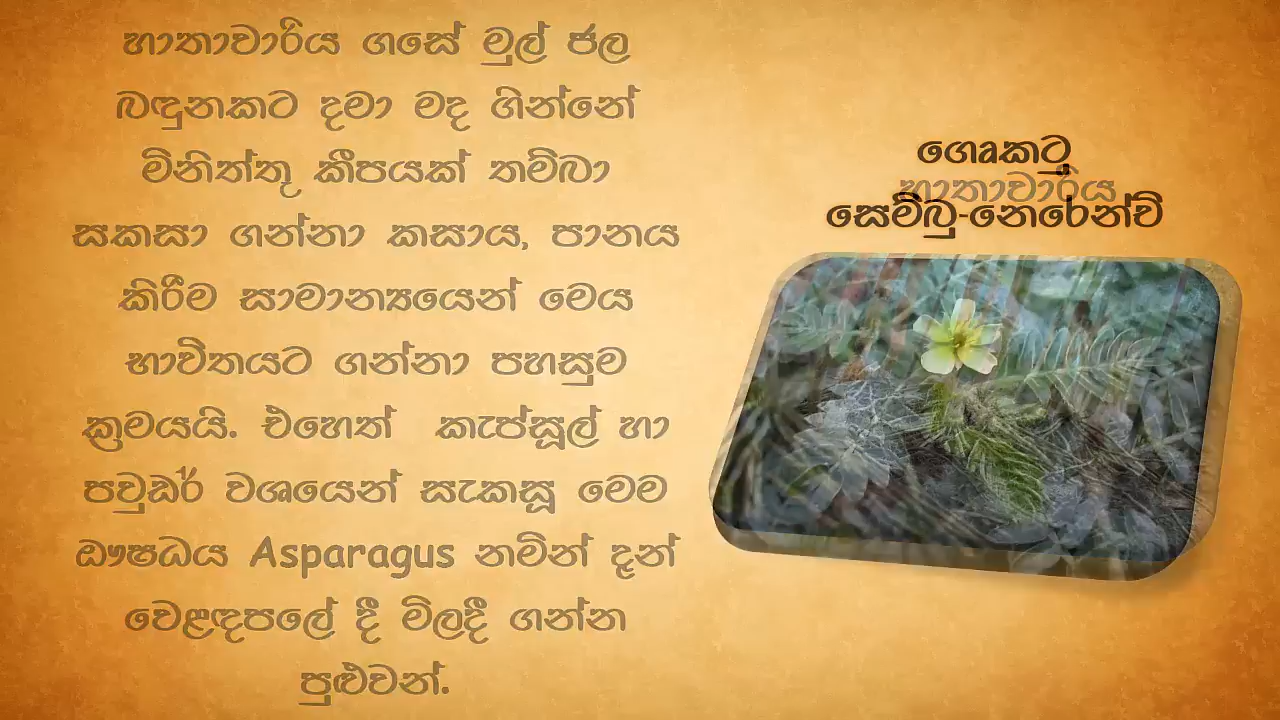 හාතාවාරිය ගසේ මුල් ජල
බඳුනකට දමා මද ගින්නේ
මිනිත්තු කීපයක් තම්බා
සකසා ගන්නා කසාය, පානය
කිරීම සාමාන්‍යයෙන් මෙය
භාවිතයට ගන්නා පහසුම
ක්‍රමයයි. එහෙත් කැප්සූල් හා
පවුඩර් වශයෙන් සැකසූ මෙම
ඖෂධය Asparagus නමින් දැන්
වෙළඳපලේ දී මිලදී ගන්න
පුළුවන්.
ගෙෘකටු
හාතාවාරිය
සෙම්බු-නෙරෙන්චි